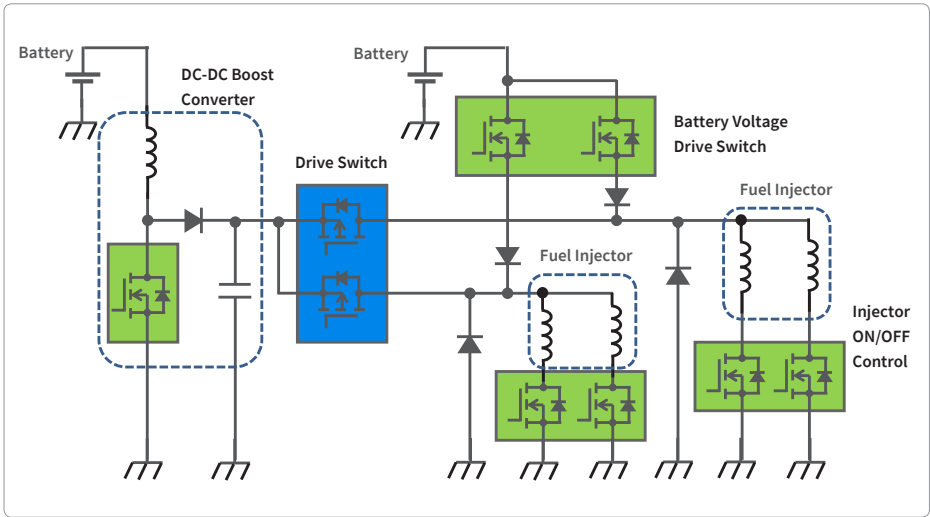 Battery
DC-DC Boost
Converter
Drive Switch
Battery
Battery Voltage
Drive Switch
Fuel Injector
Fuel Injector
Injector
ON/OFF
Control